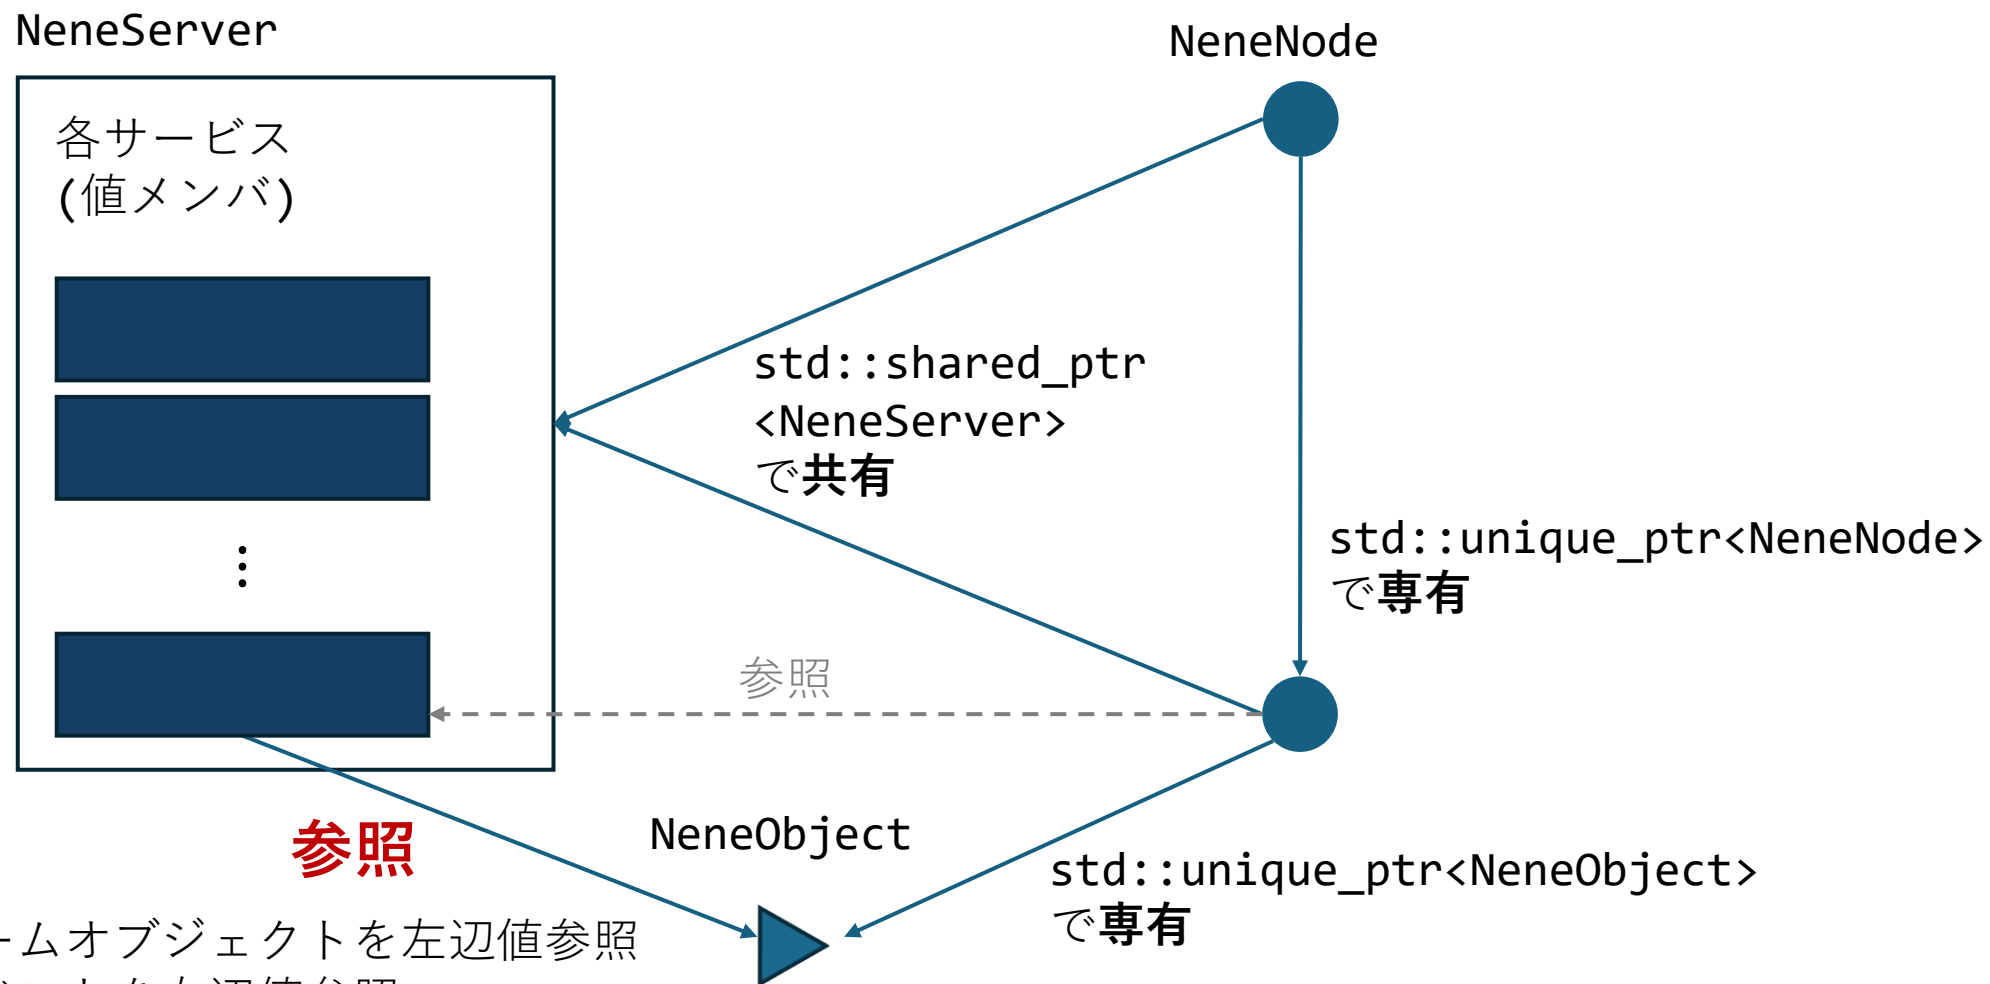 NeneServer
NeneNode
各サービス
(値メンバ)
std::shared_ptr
<NeneServer>
で共有
std::unique_ptr<NeneNode>
で専有
参照
参照
NeneObject
std::unique_ptr<NeneObject>
で専有
ームオブジェクトを左辺値参照